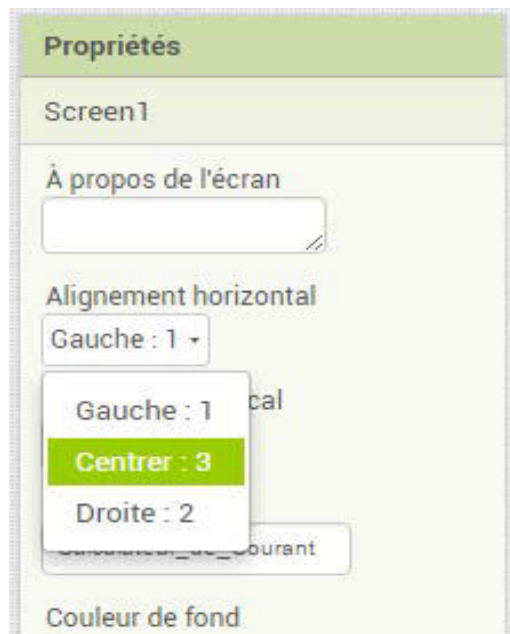 Propriétés
Screen1
À propos de l'écran
Alignement horizontal
Gauche : 1
Gauche : 1
cal
Centrer : 3
Droite : 2
Couleur de fond